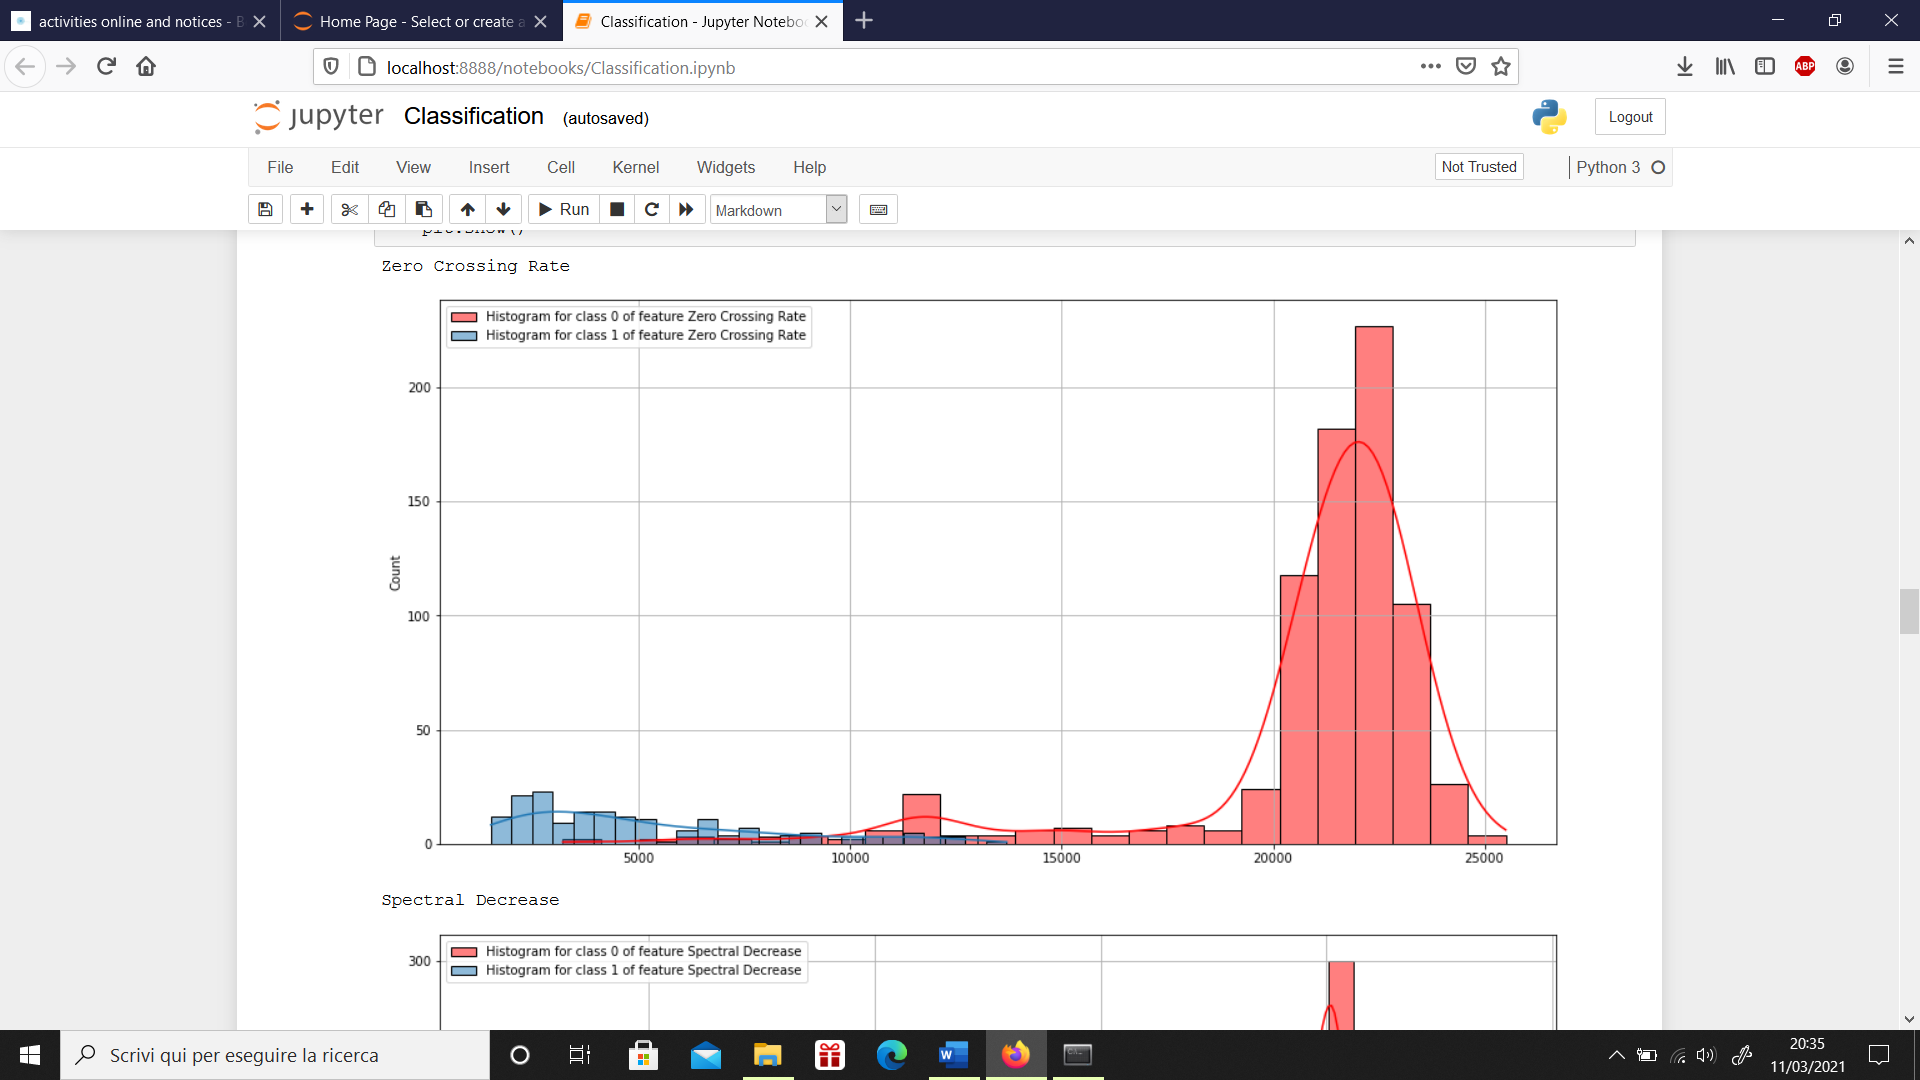 activities online and notices - B
Home Page - Select or create a
Classification - Jupyter Notebo
localhost:8888/notebooks/Classification.ipynb
ABP
jupyter Classification (autosaved)
Logout
File Edit View Insert Cell Kernel Widgets Help
Not Trusted
Python 3
Run
Markdown
plt.show()
Zero Crossing Rate
Histogram for class 0 of feature Zero Crossing Rate
Histogram for class 1 of feature Zero Crossing Rate
200
150
100
50
0
Count
5000 10000 15000 20000 25000
Spectral Decrease
Histogram for class 0 of feature Spectral Decrease
Histogram for class 1 of feature Spectral Decrease
300
Scrivi qui per eseguire la ricerca
20:35
11/03/2021